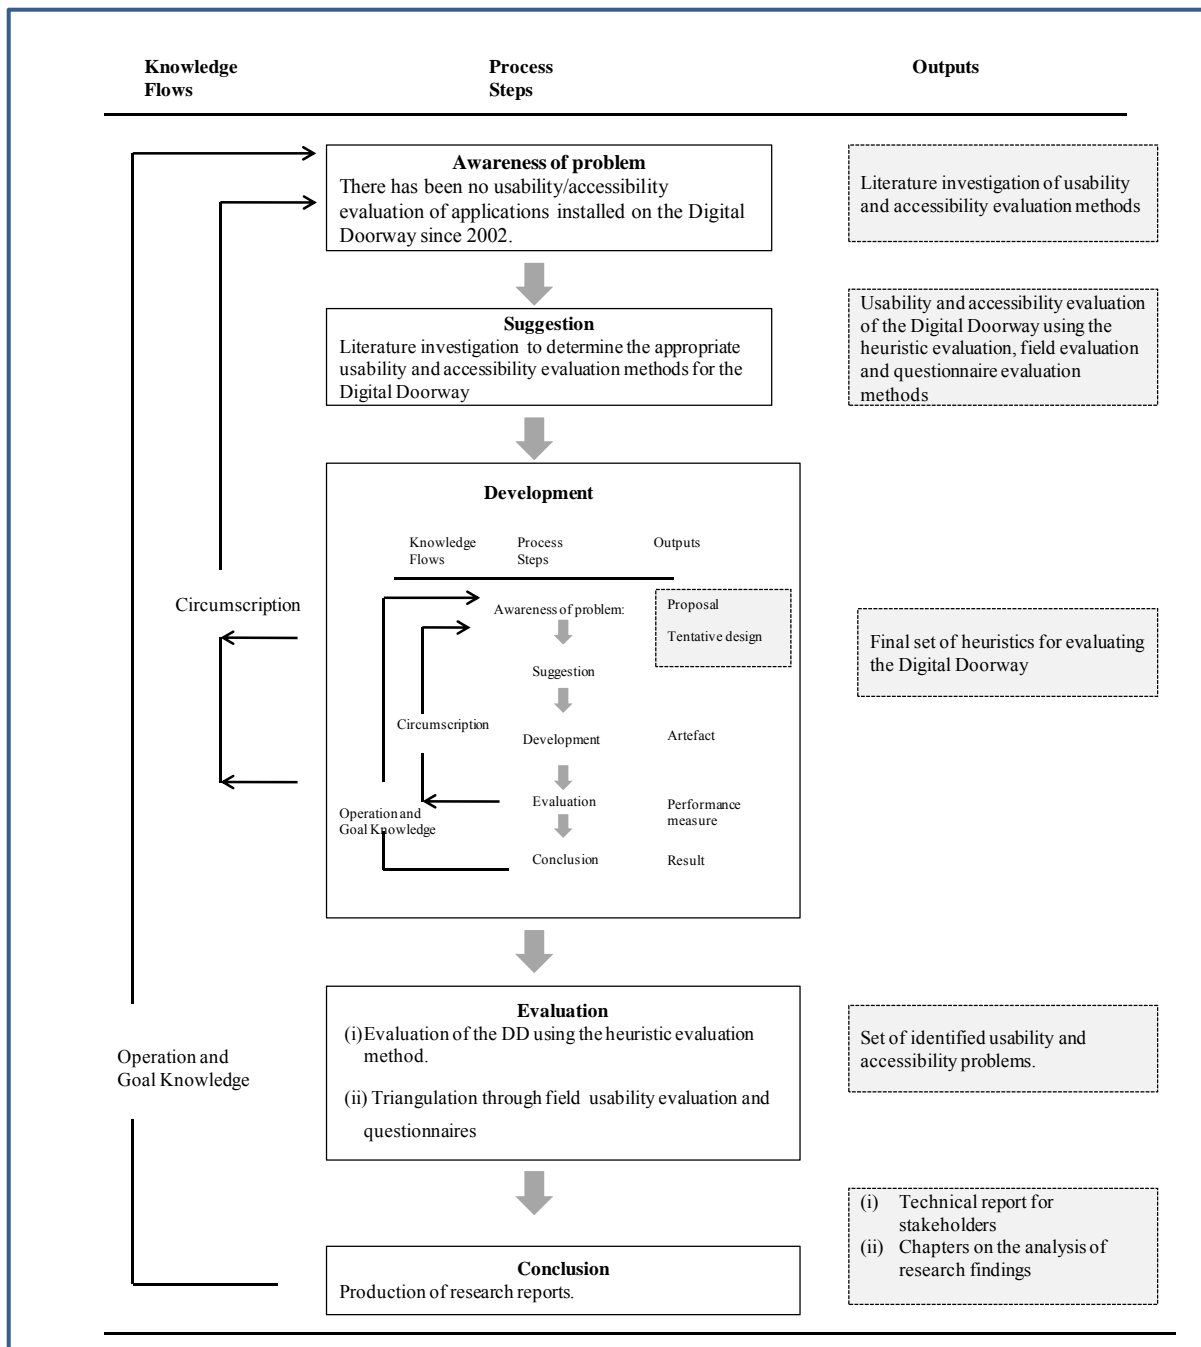 Knowledge
Flows
Process
Steps
Outputs
Awareness of problem
There has been no usability/accessibility
evaluation of applications installed on the Digital
Doorway since 2002.
Literature investigation of usability
and accessibility evaluation methods
Suggestion
Literature investigation to determine the appropriate
usability and accessibility evaluation methods for the
Digital Doorway
Usability and accessibility evaluation
of the Digital Doorway using the
heuristic evaluation, field evaluation
and questionnaire evaluation
methods
Development
Knowledge
Flows
Process
Steps
Outputs
Awareness of problem:
Proposal
Tentative design
Suggestion
Circumscription
Development
Artefact
Evaluation
Performance
measure
Operation and
Goal Knowledge
Conclusion
Result
Circumscription
Final set of heuristics for evaluating
the Digital Doorway
Evaluation
(i)Evaluation of the DD using the heuristic evaluation
method.
(ii) Triangulation through field usability evaluation and
questionnaires
Set of identified usability and
accessibility problems.
Operation and
Goal Knowledge
Conclusion
Production of research reports.
(i) Technical report for
stakeholders
(ii) Chapters on the analysis of
research findings